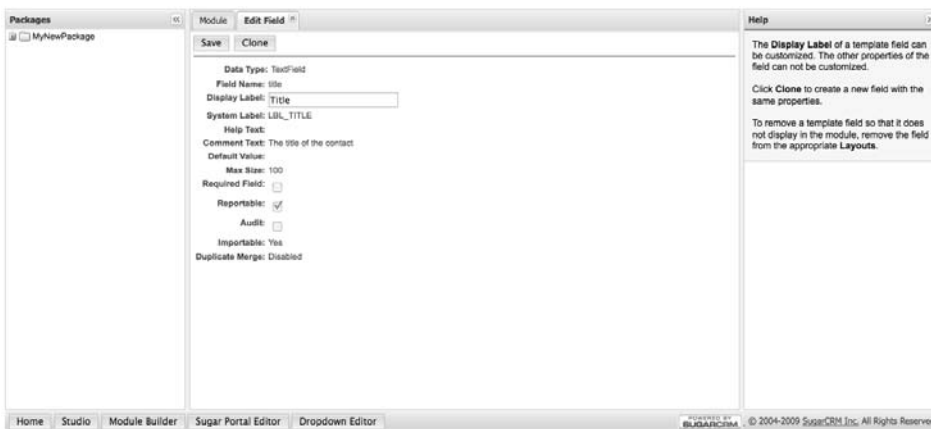 Packages
MyNewPackage
Module
Edit Field
Save
Clone
Data Type: TextField
Field Name: title
Display Label: Title
System Label: LBL_TITLE
Help Text:
Comment Text: The title of the contact
Default Value:
Max Size: 100
Required Field:
Reportable:
Audit:
Importable: Yes
Duplicate Merge: Disabled
Help
The Display Label of a template field can
be customized. The other properties of the
field can not be customized.
Click Clone to create a new field with the
same properties.
To remove a template field so that it does
not display in the module, remove the field
from the appropriate Layouts.
Home
Studio
Module Builder
Sugar Portal Editor
Dropdown Editor
POWERED BY
SUGARCRM
© 2004-2009 SugarCRM Inc. All Rights Reserve